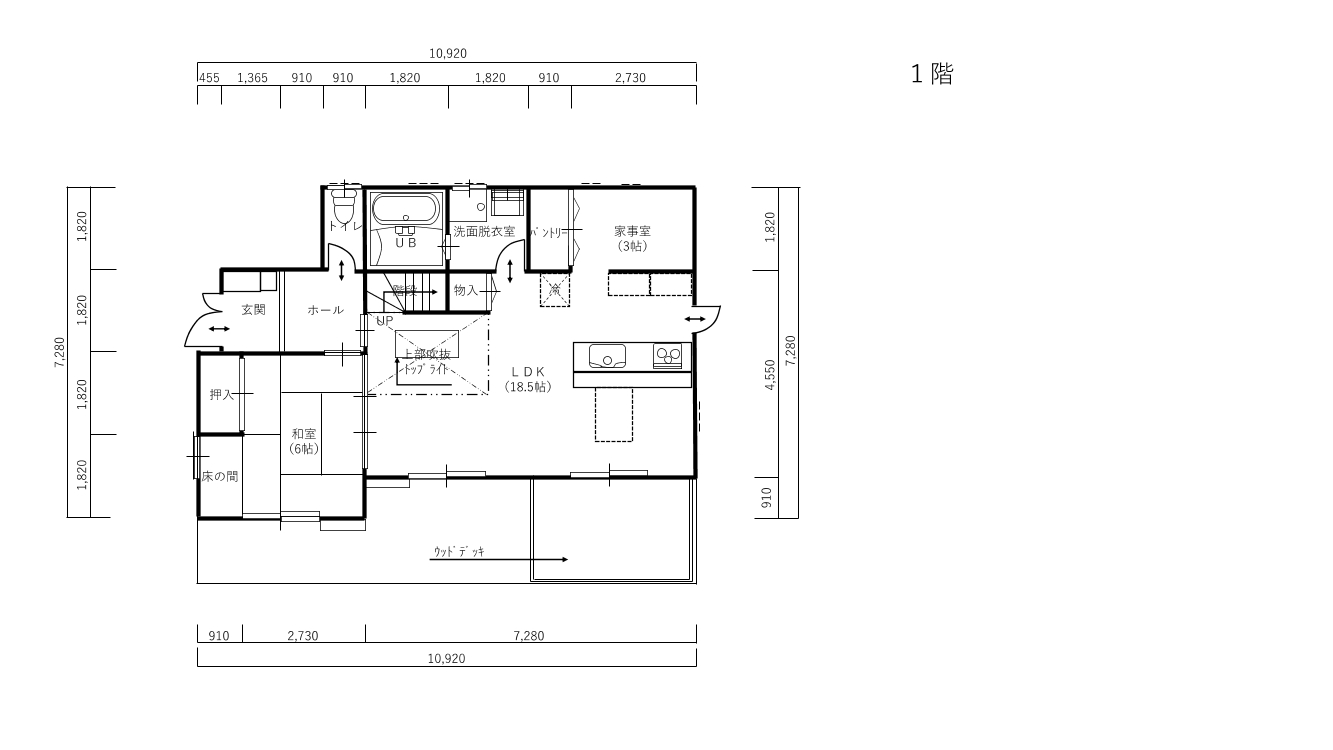 10,920
1階
455 1,365 910 910 1,820 1,820 910 2,730
1,820
1,820
1,820
1,820
7,280
1,820
4,550
910
7,280
トイレ
UB
洗面脱衣室
ﾊﾟﾝﾄﾘｰ
家事室
(3帖)
玄関
ホール
階段
物入
冷
UP
上部吹抜
ﾄｯﾌﾟﾗｲﾄ
LDK
(18.5帖)
押入
和室
(6帖)
床の間
ｳｯﾄﾞﾃﾞｯｷ
910 2,730 7,280
10,920